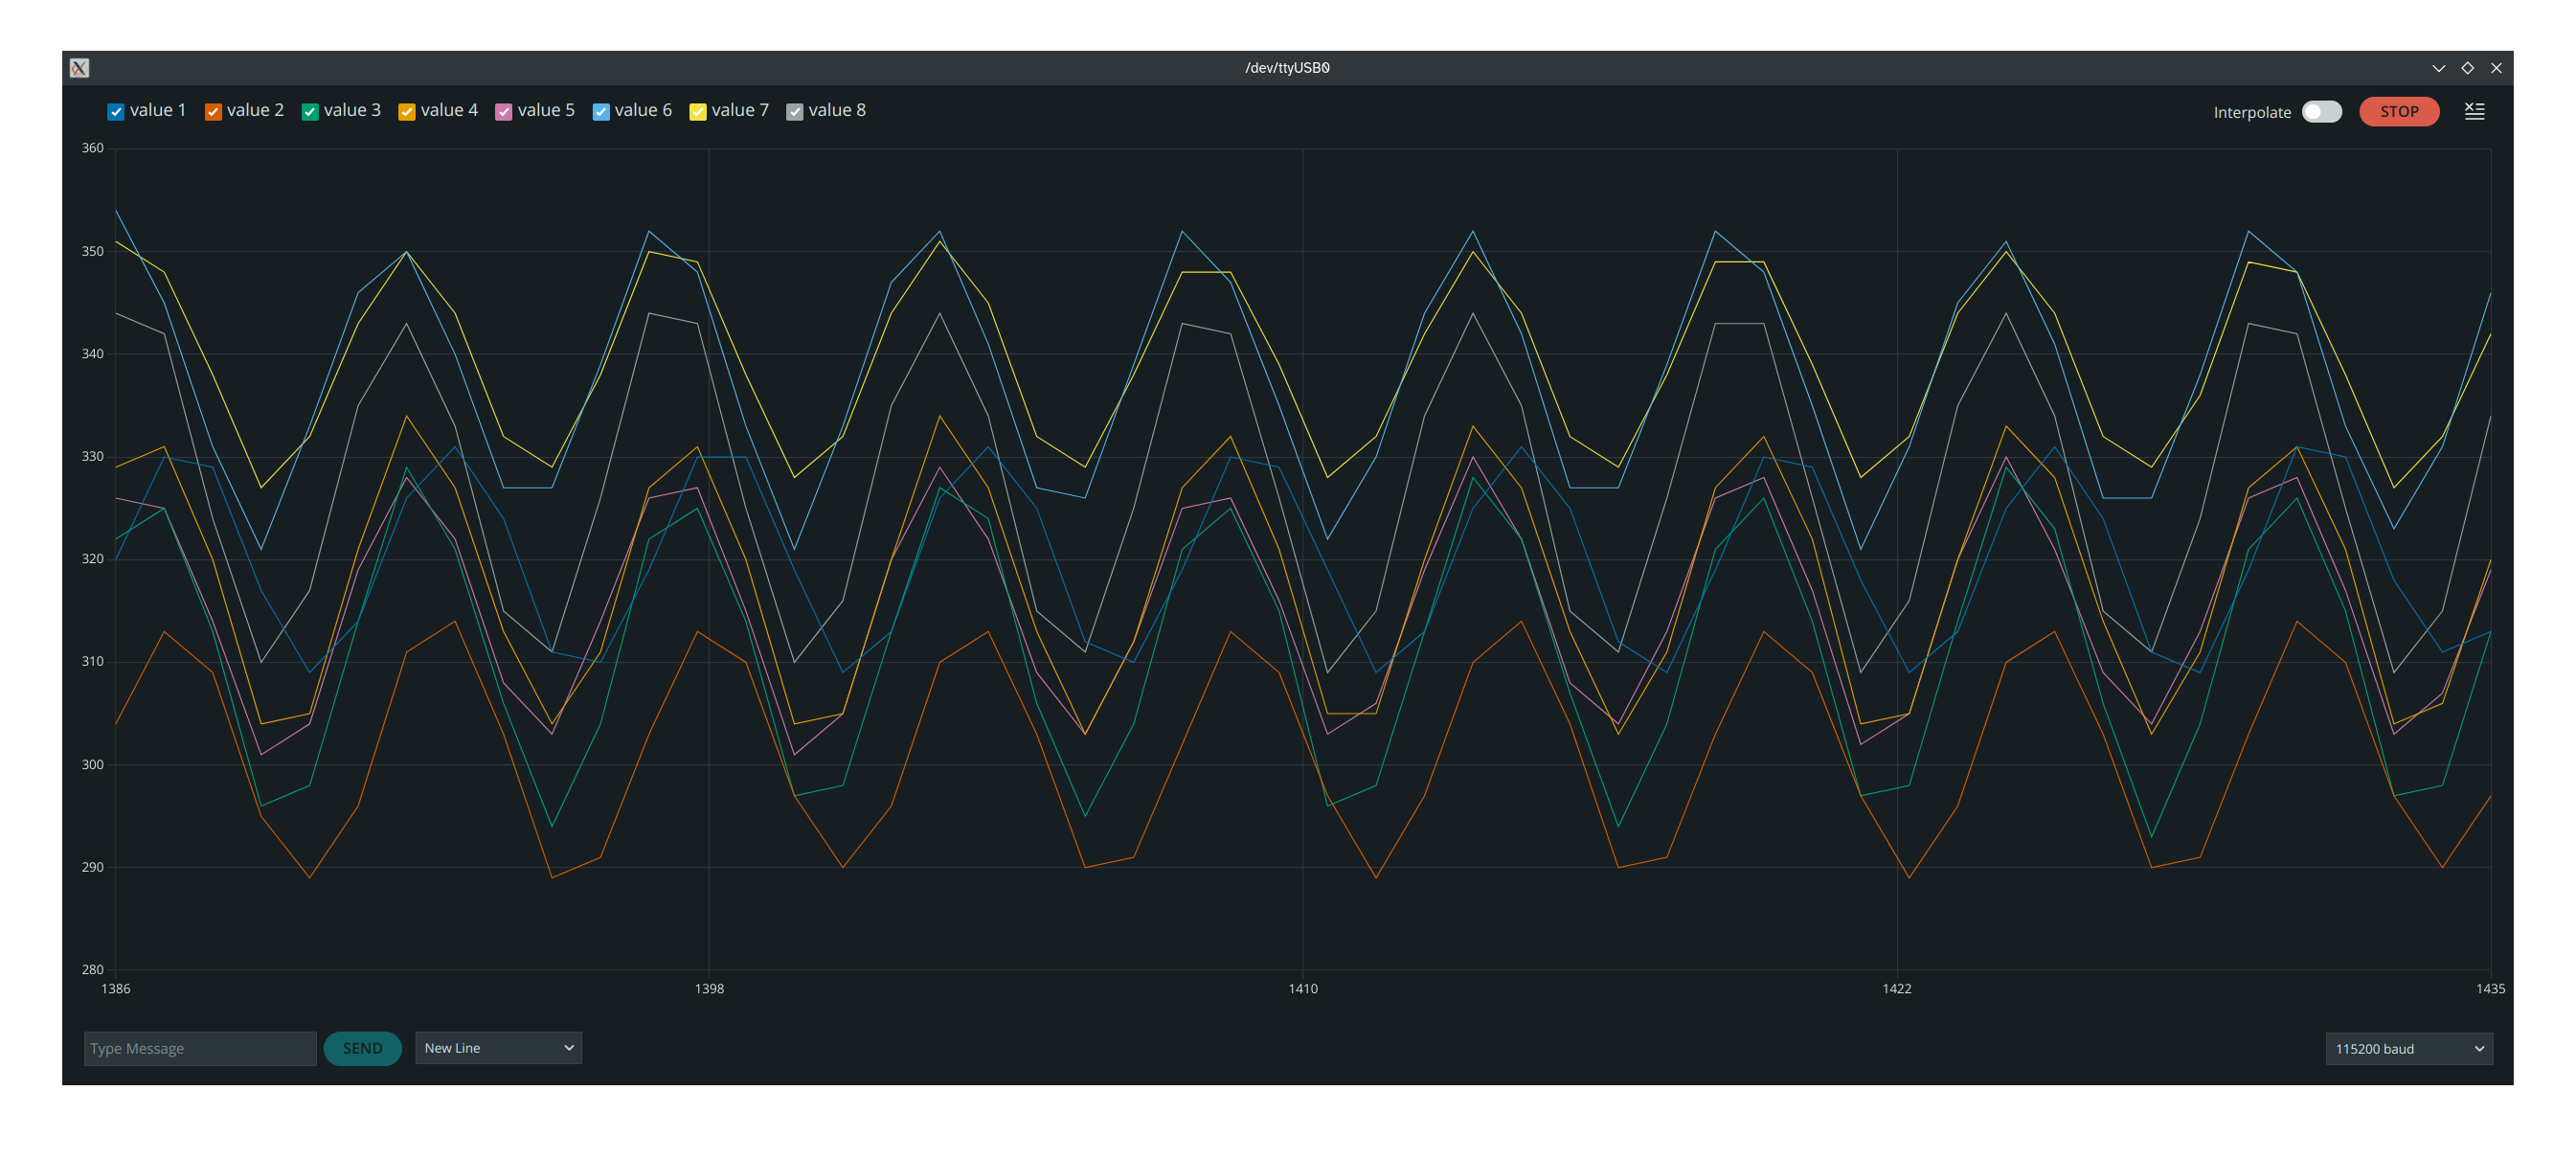 /dev/ttyUSB0
value 1 value 2 value 3 value 4 value 5 value 6 value 7 value 8 Interpolate STOP
360
350
340
330
320
310
300
290
280
1386 1398 1410 1422 1435
Type Message SEND New Line 115200 baud